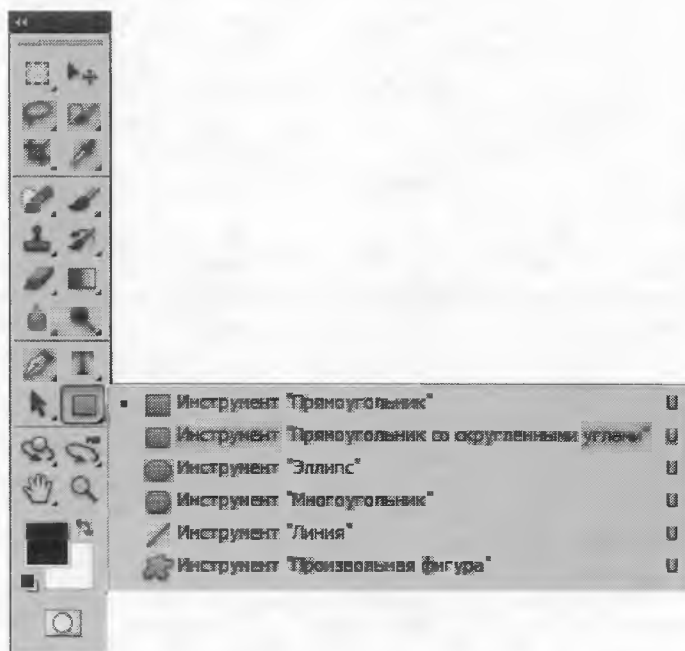 Инструмент "Прямоугольник" U
Инструмент "Прямоугольник со скругленными углами" U
Инструмент "Эллипс" U
Инструмент "Многоугольник" U
Инструмент "Линия" U
Инструмент "Произвольная фигура" U